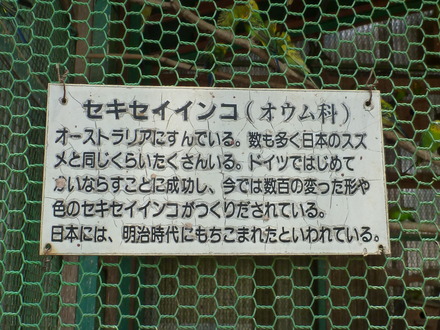 セキセイインコ(オウム科)
オーストラリアにすんでいる。数も多く日本のスズ
メと同じくらいたくさんいる。ドイツではじめて
かいならすことに成功し、今では数百の変つた形や
色のセキセイインコがつくりだされている。
日本には、明治時代にもちこまれたといわれている。